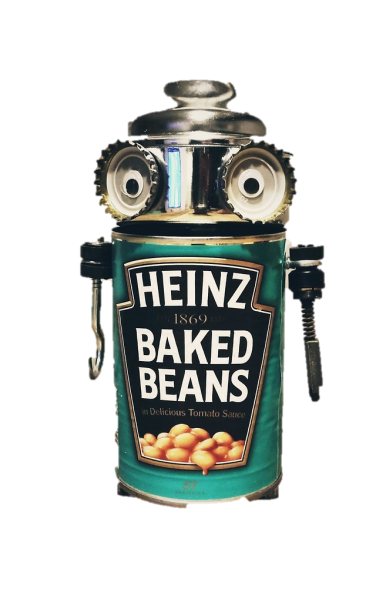 HEINZ
1869
BAKED
BEANS
in Delicious Tomato Sauce